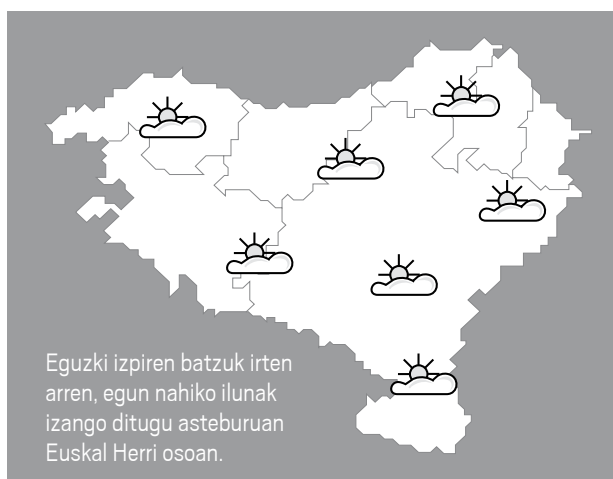 Eguzki izpiren batzuk irten
arren, egun nahiko ilunak
izango ditugu asteburuan
Euskal Herri osoan.